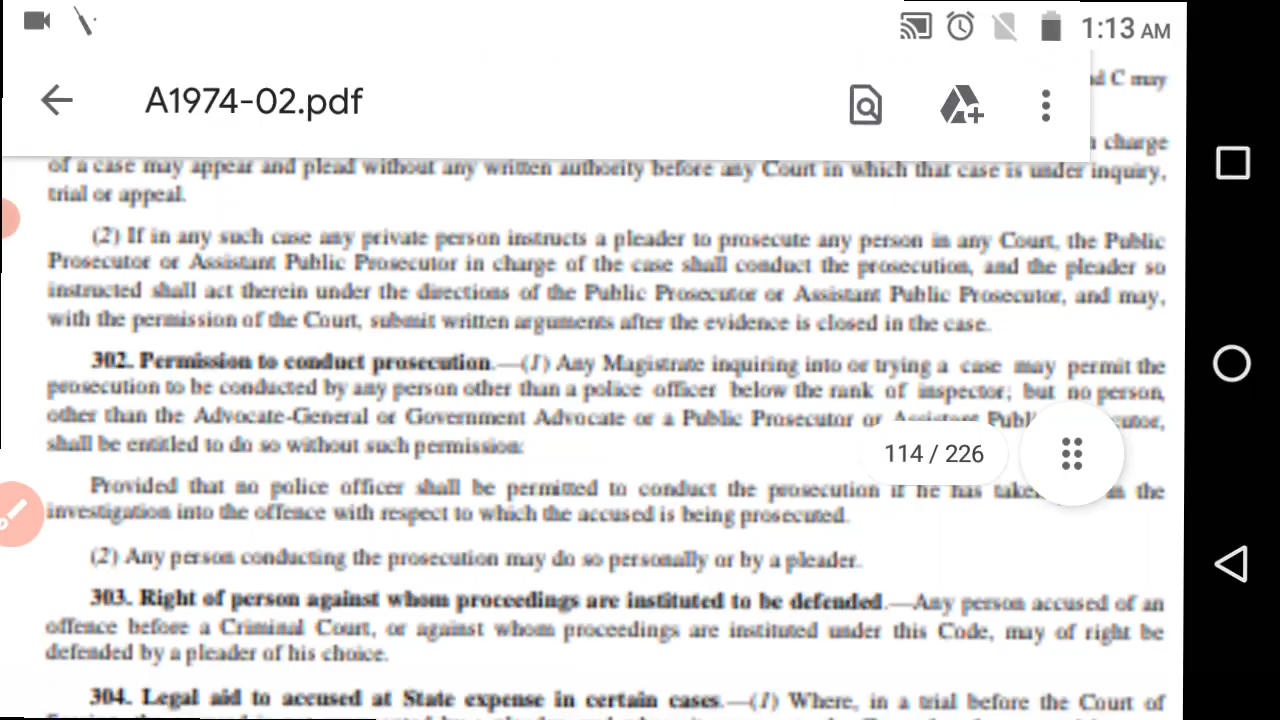 1:13 AM
A1974-02.pdf
C may
charge
of a case may appear and plead without any written authority before any Court in which that case is under inquiry,
trial or appeal.
(2) If in any such case any private person instructs a pleader to prosecute any person in any Court, the Public
Prosecutor or Assistant Public Prosecutor in charge of the case shall conduct the prosecution, and the pleader so
instructed shall act therein under the directions of the Public Prosecutor or Assistant Public Prosecutor, and may,
with the permission of the Court, submit written arguments after the evidence is closed in the case.
302. Permission to conduct prosecution.—(1) Any Magistrate inquiring into or trying a case may permit the
prosecution to be conducted by any person other than a police officer below the rank of inspector; but no person,
other than the Advocate-General or Government Advocate or a Public Prosecutor or Assistant
shall be entitled to do so without such permission:
114 / 226
Provided that no police officer shall be permitted to conduct the prosecution if he has the
investigation into the offence with respect to which the accused is being prosecuted.
(2) Any person conducting the prosecution may do so personally or by a pleader.
303. Right of person against whom proceedings are instituted to be defended.—Any person accused of an
offence before a Criminal Court, or against whom proceedings are instituted under this Code, may of right be
defended by a pleader of his choice.
304. Legal aid to accused at State expense in certain cases.—(1) Where, in a trial before the Court of